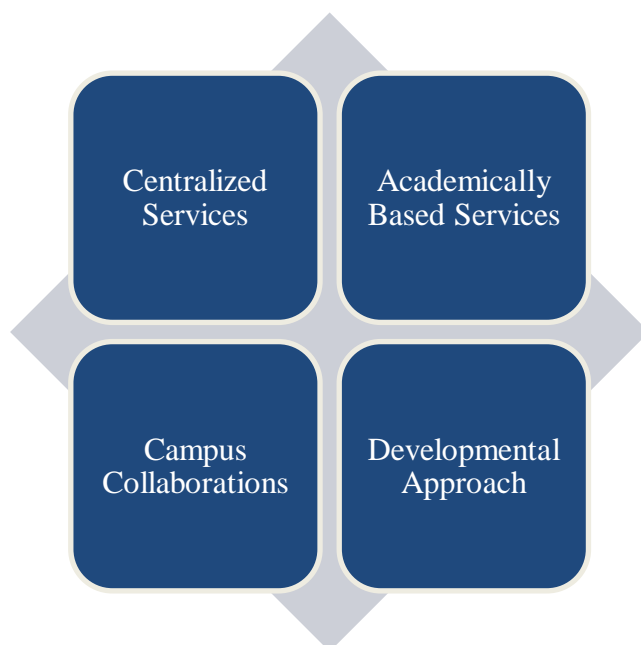 Centralized
Services
Academically
Based Services
Campus
Collaborations
Developmental
Approach